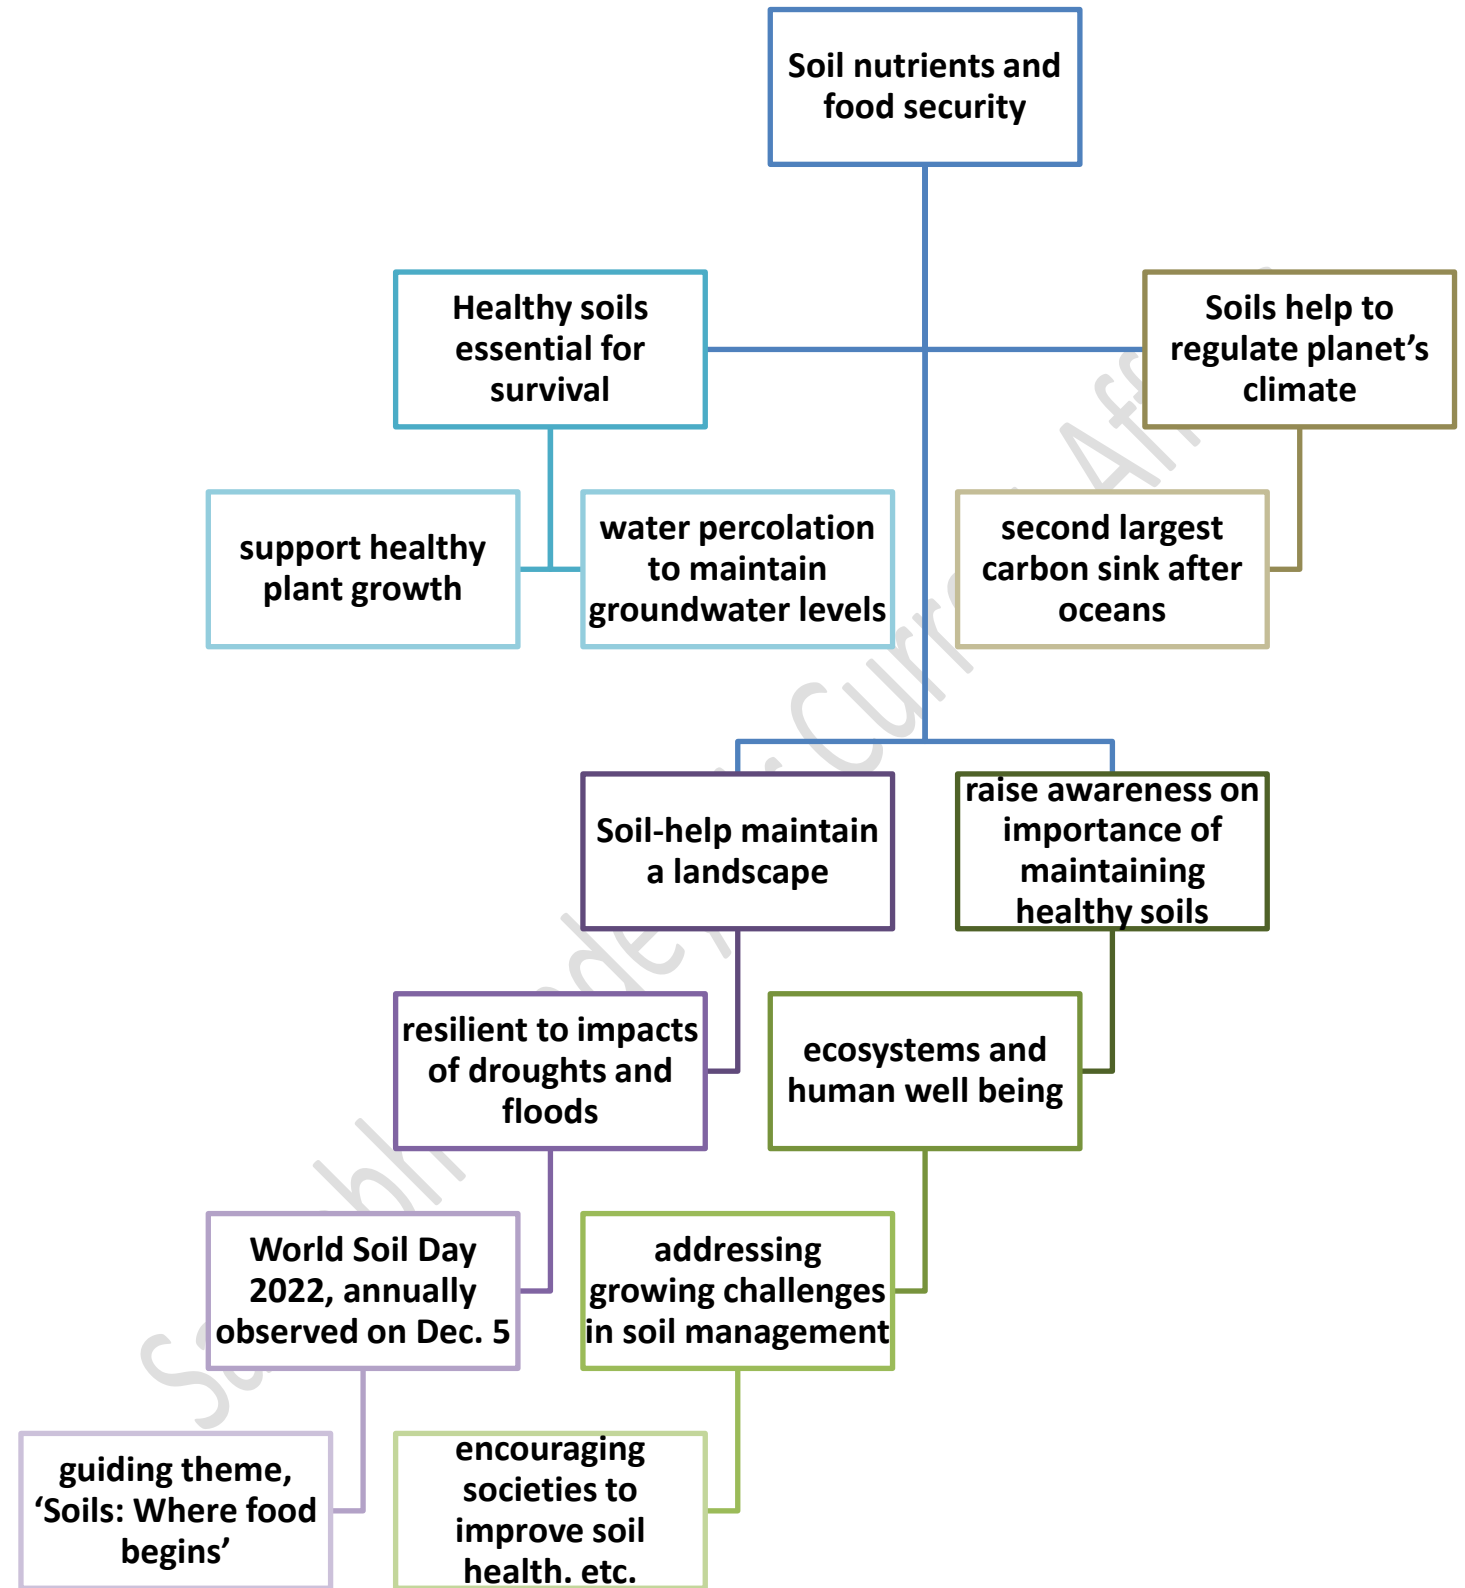 Soil nutrients and
food security
Healthy soils
essential for
survival
Soils help to
regulate planet’s
climate
support healthy
plant growth
water percolation
to maintain
groundwater levels
second largest
carbon sink after
oceans
Soil-help maintain
a landscape
raise awareness on
importance of
maintaining
healthy soils
resilient to impacts
of droughts and
floods
ecosystems and
human well being
World Soil Day
2022, annually
observed on Dec. 5
addressing
growing challenges
in soil management
guiding theme,
‘Soils: Where food
begins’
encouraging
societies to
improve soil
health. etc.